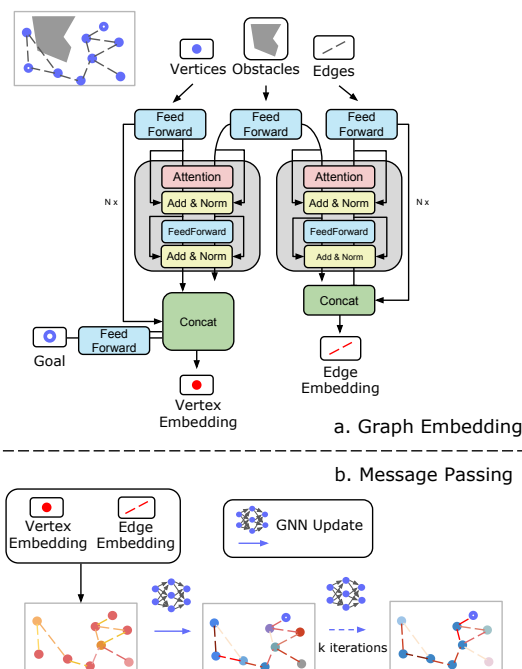 Vertices
Obstacles
Edges
Feed
Forward
Feed
Forward
Feed
Forward
N x
Attention
Add & Norm
FeedForward
Add & Norm
Attention
Add & Norm
FeedForward
Add & Norm
N x
Concat
Concat
Goal
Feed
Forward
Vertex
Embedding
Edge
Embedding
a. Graph Embedding
b. Message Passing
Vertex
Embedding
Edge
Embedding
GNN Update
k iterations